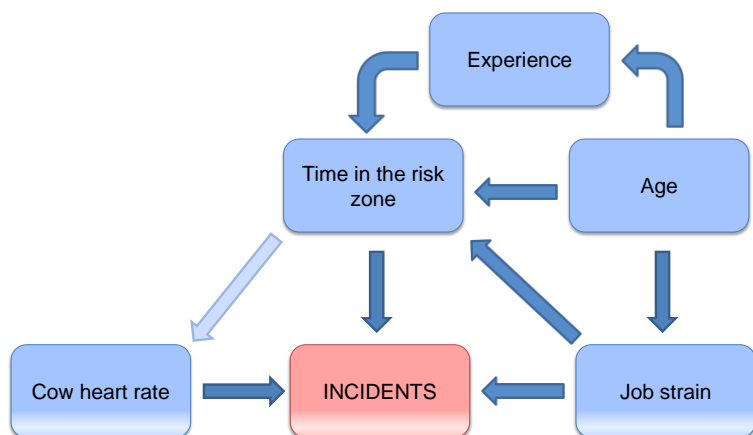 Experience
Time in the risk
zone
Age
Cow heart rate
INCIDENTS
Job strain